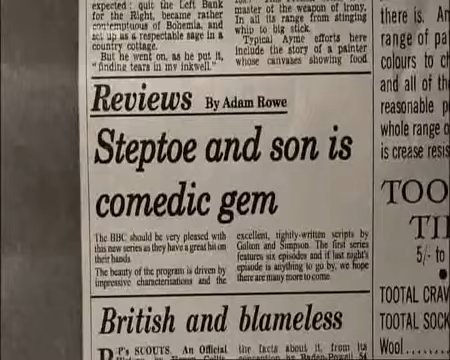 expected: quit the Left Bank
for the Right, became rather
contemptuous of Bohemia, and
set up as a respectable sage in a
country cottage.
But he went on, as he put it,
"finding tears in my inkwell."
master of the weapon of irony.
In all its range from stinging
whip to big stick.
Typical Ayme efforts here
include the story of a painter
whose canvases showing food
Reviews By Adam Rowe
Steptoe and son is
comedic gem
The BBC should be very pleased with
this new series as they have a great hit on
their hands
The beauty of the program is driven by
impressive characterisations and the
excellent, tightly-written scripts by
Galton and Simpson. The first series
features six episodes and if last night's
episode is anything to go by, we hope
there are many more to come.
British and blameless
P's SCOUTS. An Official
the facts about it, from its
there is. An
range of pa
colours to ch
and all of the
reasonable p
whole range o
is crease resis
TOO
TI
5/- to
TOOTAL CRAV
TOOTAL SOCK
Wool